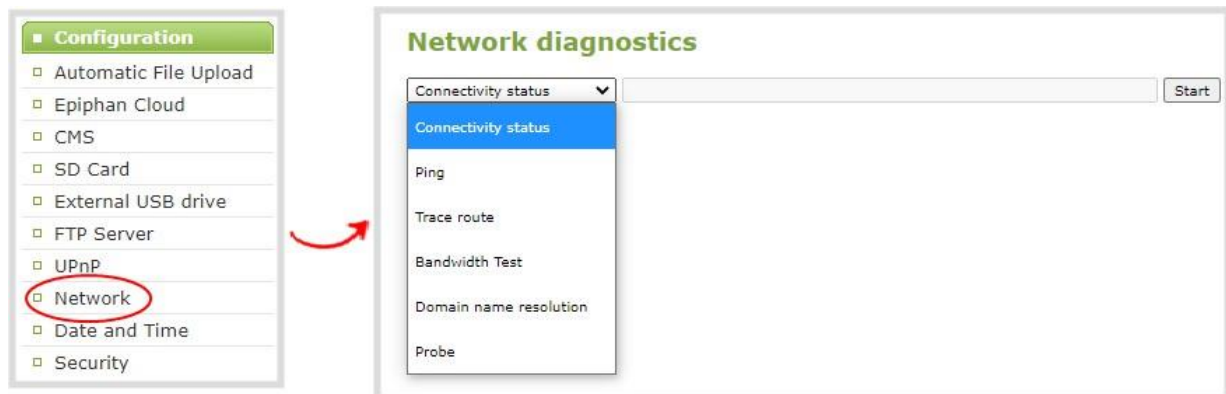 Configuration
Automatic File Upload
Epiphan Cloud
CMS
SD Card
External USB drive
FTP Server
UPnP
Network
Date and Time
Security
Network diagnostics
Connectivity status
Start
Connectivity status
Ping
Trace route
Bandwidth Test
Domain name resolution
Probe